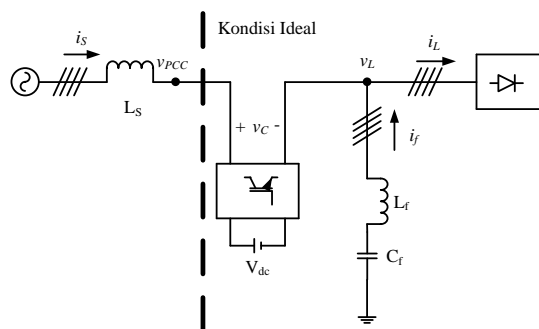 Kondisi Ideal
i_S
v_PCC
L_S
+ v_C -
V_dc
v_L
i_L
i_f
L_f
C_f